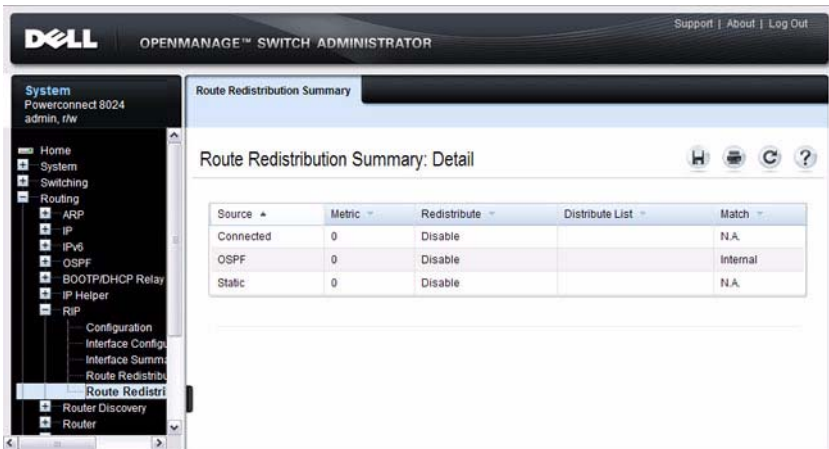 Support | About | Log Out
DELL
OPENMANAGE™ SWITCH ADMINISTRATOR
System
Powerconnect 8024
admin, r/w
Route Redistribution Summary
Home
System
Switching
Routing
ARP
IP
IPv6
OSPF
BOOTP/DHCP Relay
IP Helper
RIP
Configuration
Interface Configu
Interface Summa
Route Redistribu
Route Redistri
Router Discovery
Router
Route Redistribution Summary: Detail
?
Source Metric Redistribute Distribute List Match
Connected 0 Disable N.A.
OSPF 0 Disable Internal
Static 0 Disable N.A.